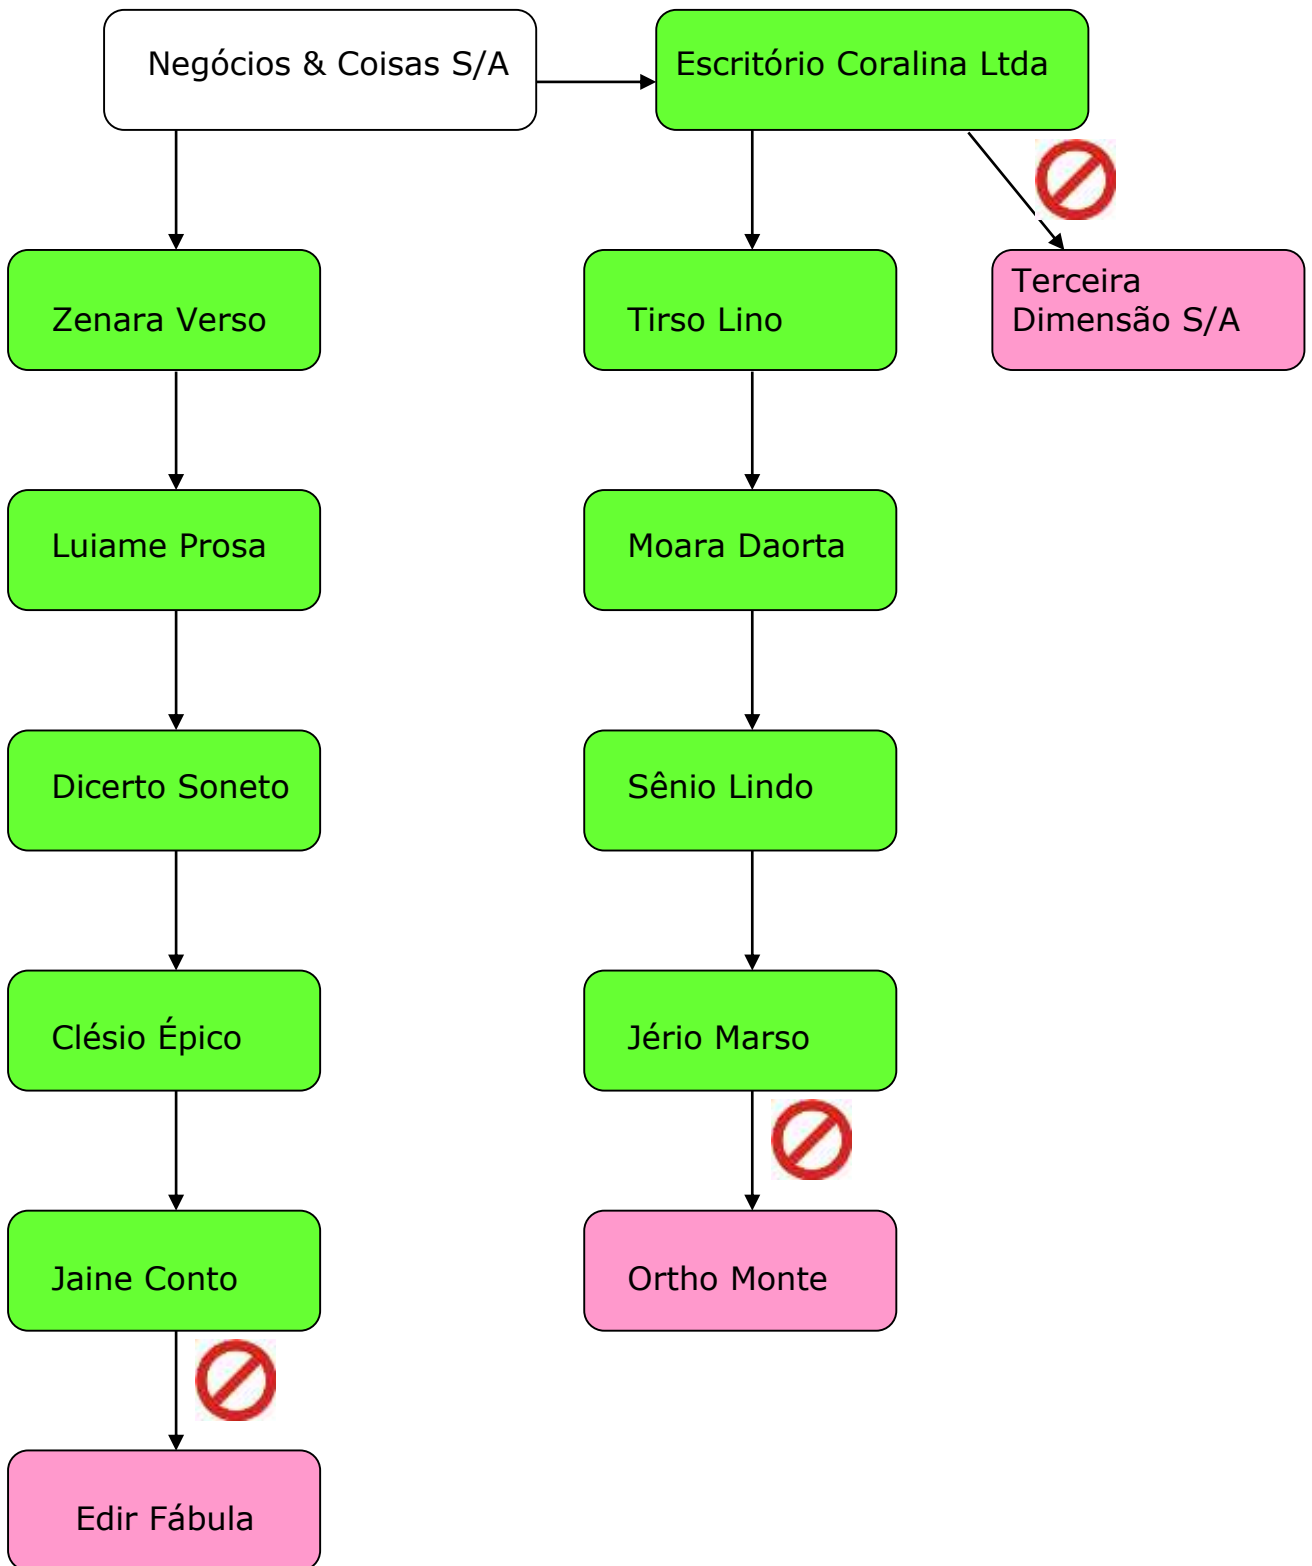 Negócios & Coisas S/A
Escritório Coralina Ltda
Zenara Verso
Tirso Lino
Terceira
Dimensão S/A
Luiame Prosa
Moara Daorta
Dicerto Soneto
Sênio Lindo
Clésio Épico
Jério Marso
Jaine Conto
Ortho Monte
Edir Fábula